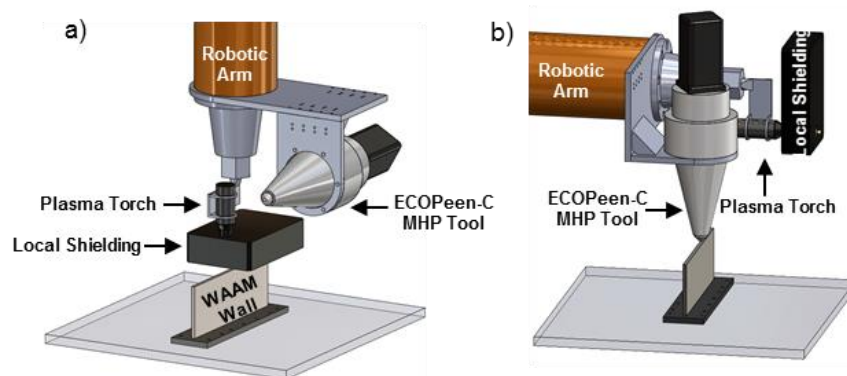 a)
Robotic
Arm
Plasma Torch
Local Shielding
ECOPeen-C
MHP Tool
WAAM
Wall
b)
Robotic
Arm
Local Shielding
ECOPeen-C
MHP Tool
Plasma Torch